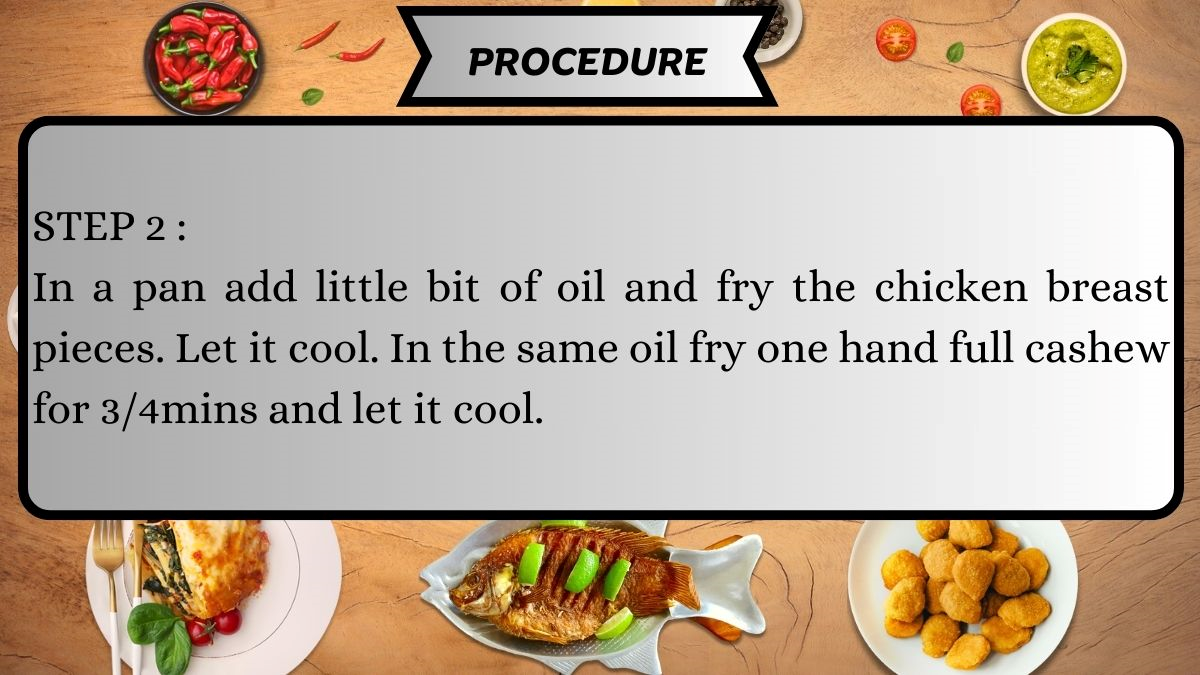 PROCEDURE
STEP 2 :
In a pan add little bit of oil and fry the chicken breast
pieces. Let it cool. In the same oil fry one hand full cashew
for 3/4mins and let it cool.